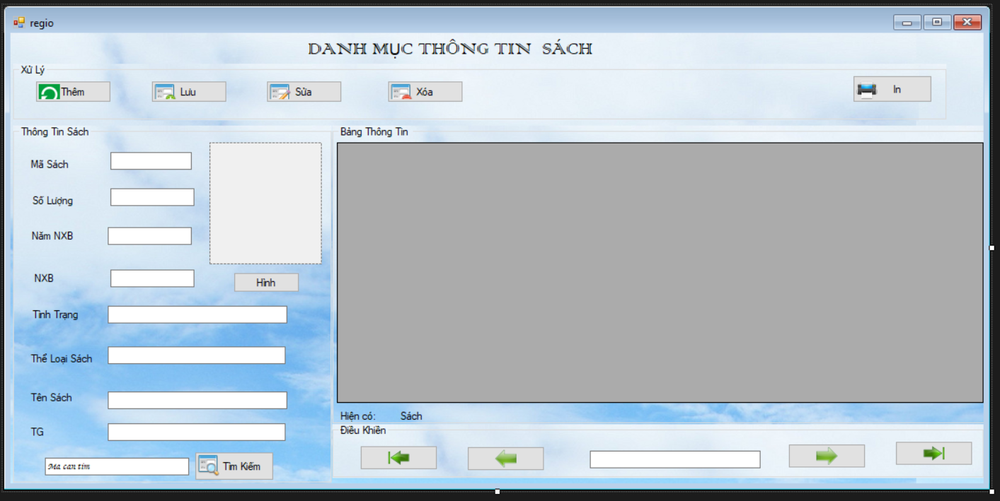 regio
DANH MỤC THÔNG TIN SÁCH
Xử Lý
Thêm
Lưu
Sửa
Xóa
In
Thông Tin Sách
Mã Sách
Số Lượng
Năm NXB
NXB
Hình
Tình Trạng
Thể Loại Sách
Tên Sách
TG
Ma can tim
Tìm Kiếm
Bảng Thông Tin
Hiện có: Sách
Điều Khiển